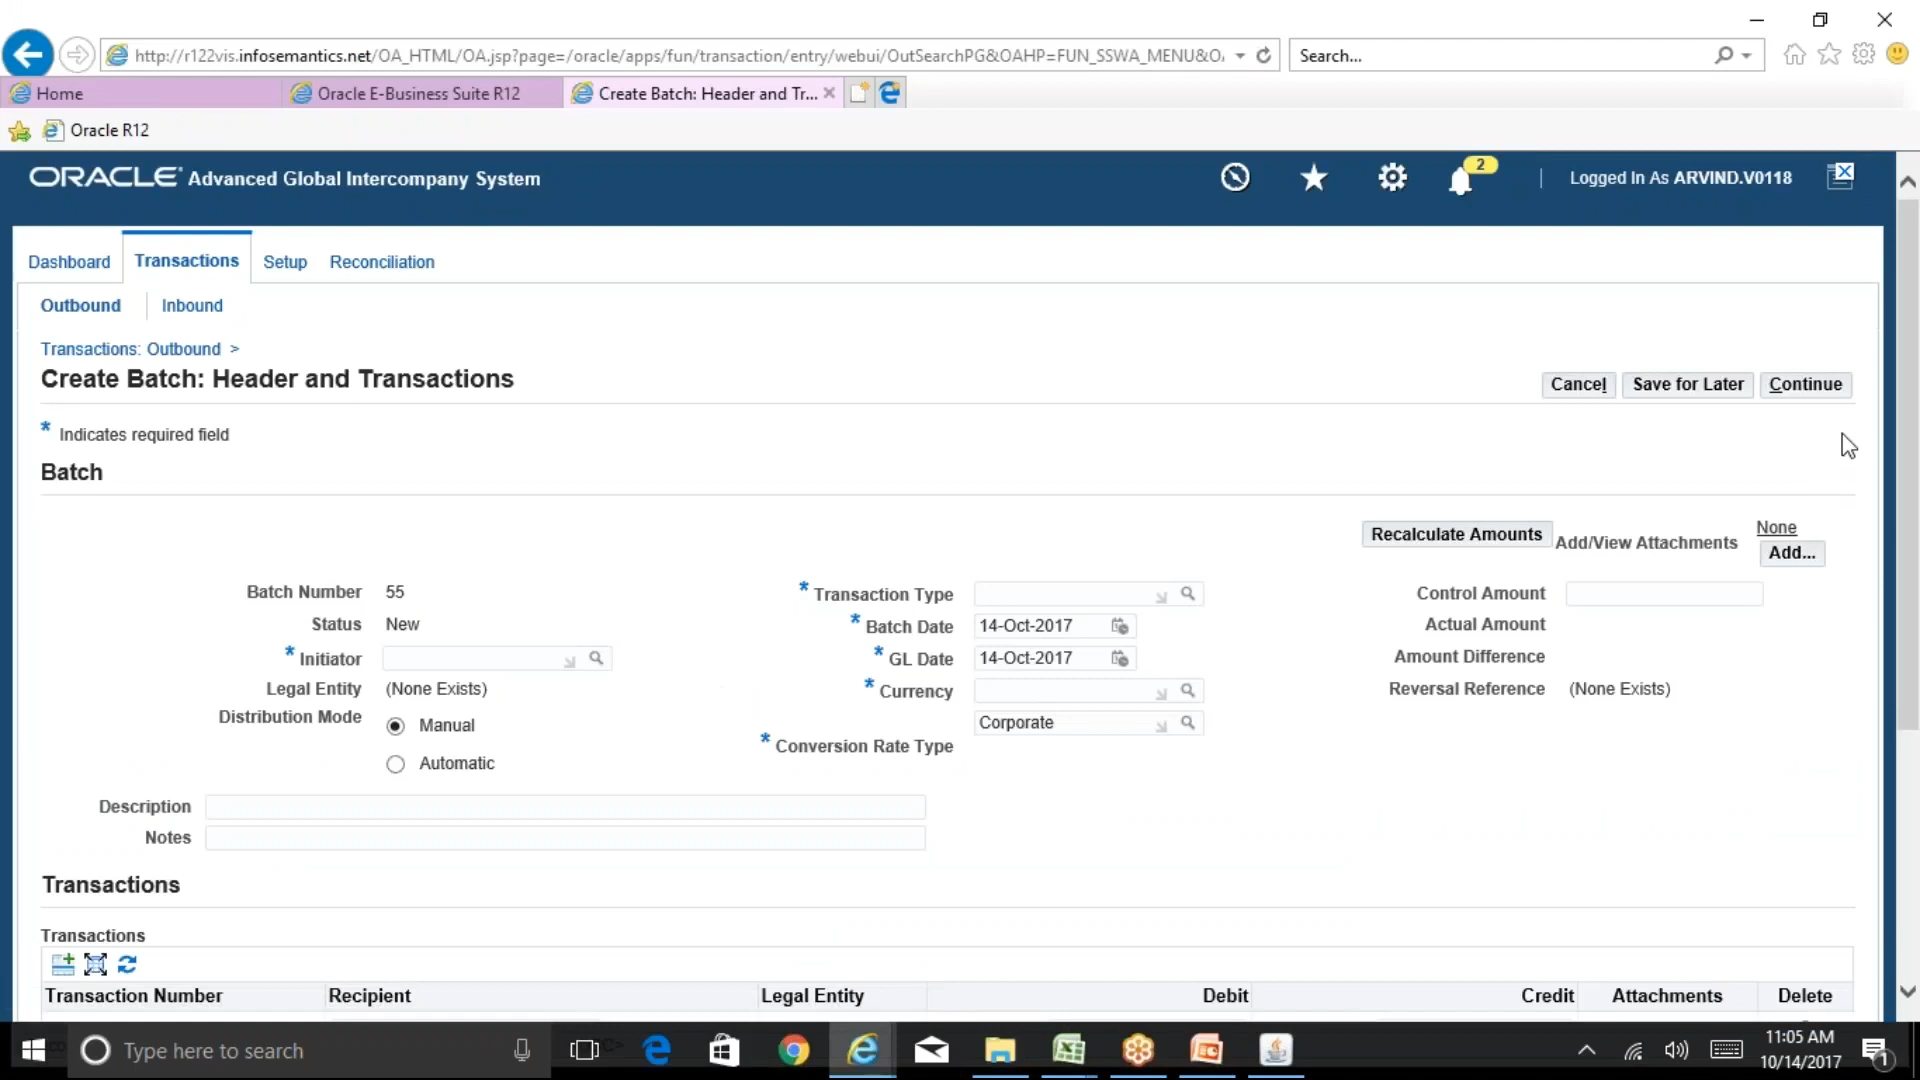 http://r122vis.infosemantics.net/OA_HTML/OA.jsp?page=/oracle/apps/fun/transaction/entry/webui/OutSearchPG&OAHP=FUN_SSWA_MENU&O,
Search...
Home
Oracle E-Business Suite R12
Create Batch: Header and Tr...
Oracle R12
ORACLE Advanced Global Intercompany System
2
Logged In As ARVIND.V0118
Dashboard
Transactions
Setup
Reconciliation
Outbound
Inbound
Transactions: Outbound >
Create Batch: Header and Transactions
Cancel
Save for Later
Continue
* Indicates required field
Batch
Recalculate Amounts
Add/View Attachments
None
Add...
Batch Number 55
* Transaction Type
Control Amount
Status New
* Batch Date 14-Oct-2017
Actual Amount
* Initiator
* GL Date 14-Oct-2017
Amount Difference
Legal Entity (None Exists)
* Currency
Reversal Reference (None Exists)
Distribution Mode
Manual
Corporate
* Conversion Rate Type
Automatic
Description
Notes
Transactions
Transactions
Transaction Number
Recipient
Legal Entity
Debit
Credit
Attachments
Delete
Type here to search
11:05 AM
10/14/2017
1